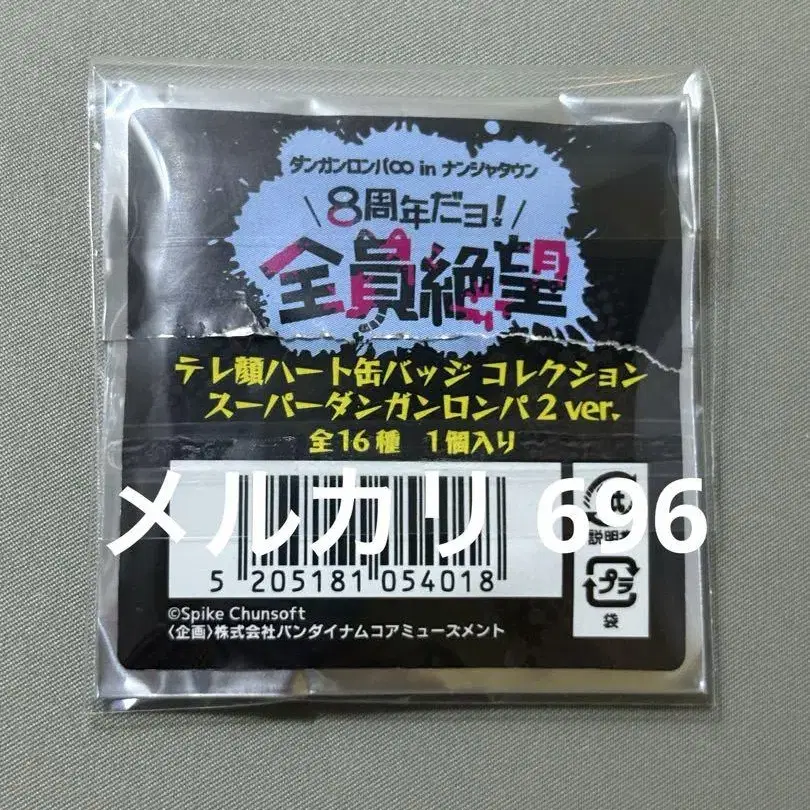 ダンガンロンパ∞ in ナンジャタウン
\8周年だョ!/
全員絶望
テレ顔ハート缶バッジ コレクション
スーパーダンガンロンパ2 ver.
全16種 1個入り
メルカリ 696
5 205181 054018
説明書
プラ
袋
©Spike Chunsoft
〈企画〉株式会社バンダイナムコアミューズメント